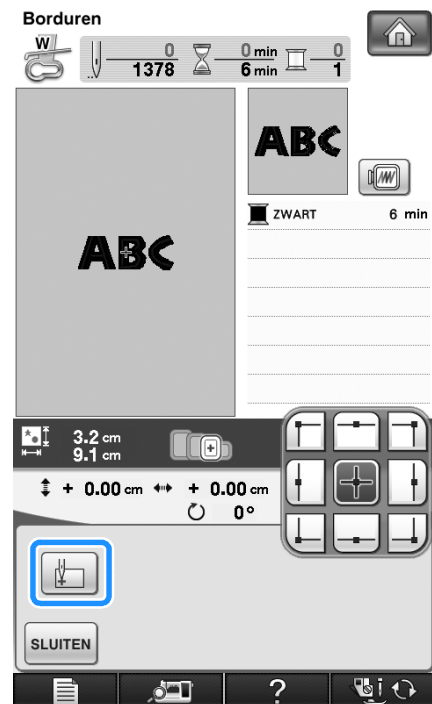 Borduren
W
0 0 min 0
1378 6 min 1
ABC
ABC
ZWART 6 min
3.2 cm
9.1 cm
+ 0.00 cm + 0.00 cm
0°
SLUITEN
?